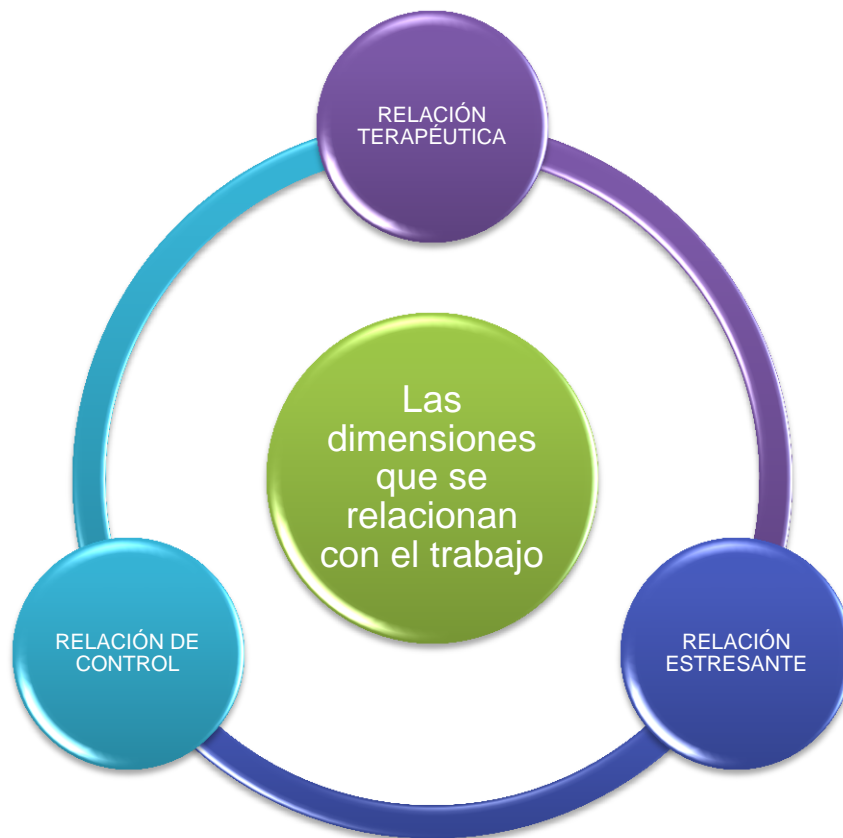 RELACIÓN
TERAPÉUTICA
Las
dimensiones
que se
relacionan
con el trabajo
RELACIÓN DE
CONTROL
RELACIÓN
ESTRESANTE